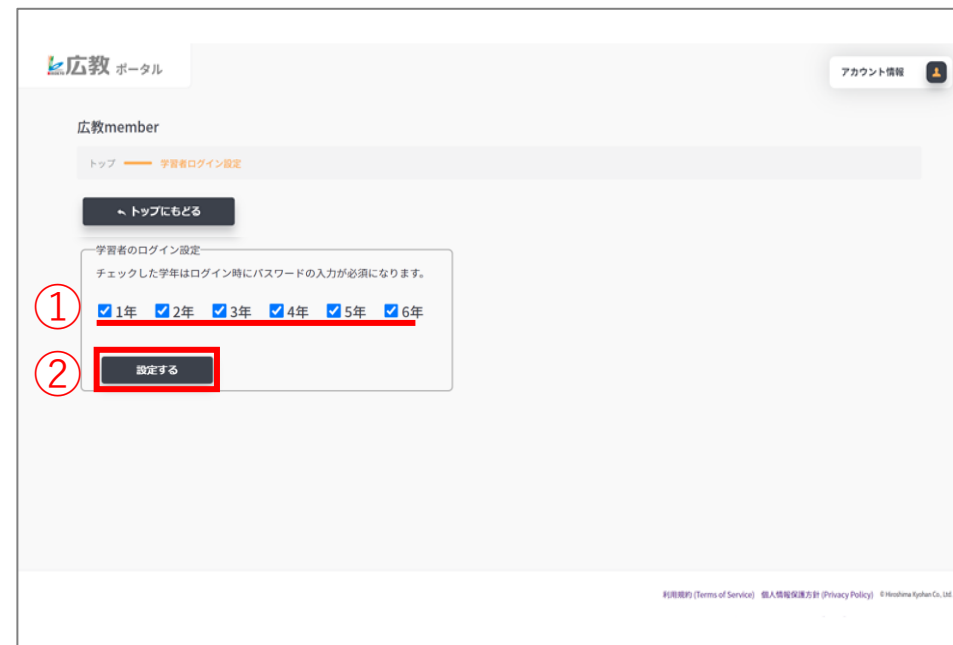 広教 ポータル
アカウント情報
広教member
トップ 学習者ログイン設定
トップにもどる
学習者のログイン設定
チェックした学年はログイン時にパスワードの入力が必須になります。
① 1年 2年 3年 4年 5年 6年
② 設定する
利用規約 (Terms of Service) 個人情報保護方針 (Privacy Policy) © Hiroshima Kyohan Co., Ltd.